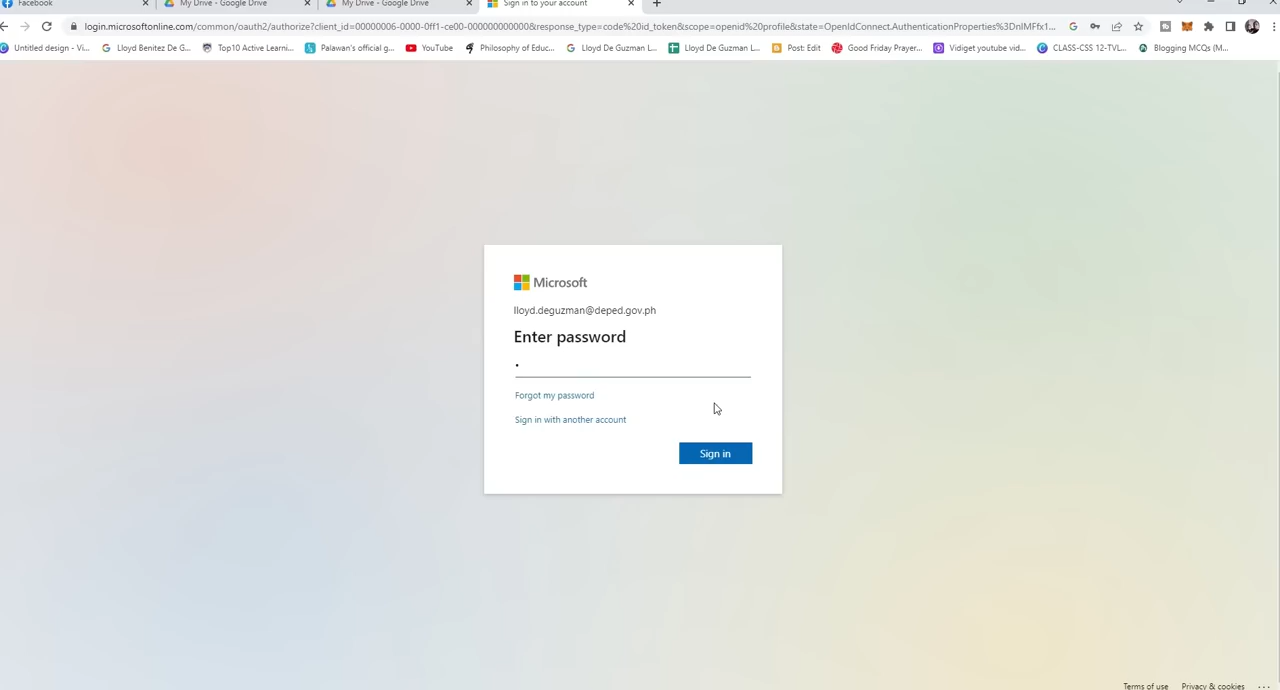 Facebook
My Drive - Google Drive
My Drive - Google Drive
Sign in to your account
login.microsoftonline.com/common/oauth2/authorize?client_id=00000006-0000-0ff1-ce00-000000000000&response_type=code%20id_token&scope=openid%20profile&state=OpenIdConnect.AuthenticationProperties%3DnIMFfx1...
Untitled design - Vi...
Lloyd Benitez De G...
Top10 Active Learni...
Palawan's official g...
YouTube
Philosophy of Educ...
Lloyd De Guzman L...
Lloyd De Guzman L...
Post: Edit
Good Friday Prayer...
Vidiget youtube vid...
CLASS-CSS 12-TVL...
Blogging MCQs (M...
Microsoft
lloyd.deguzman@deped.gov.ph
Enter password
Forgot my password
Sign in with another account
Sign in
Terms of use
Privacy & cookies
...